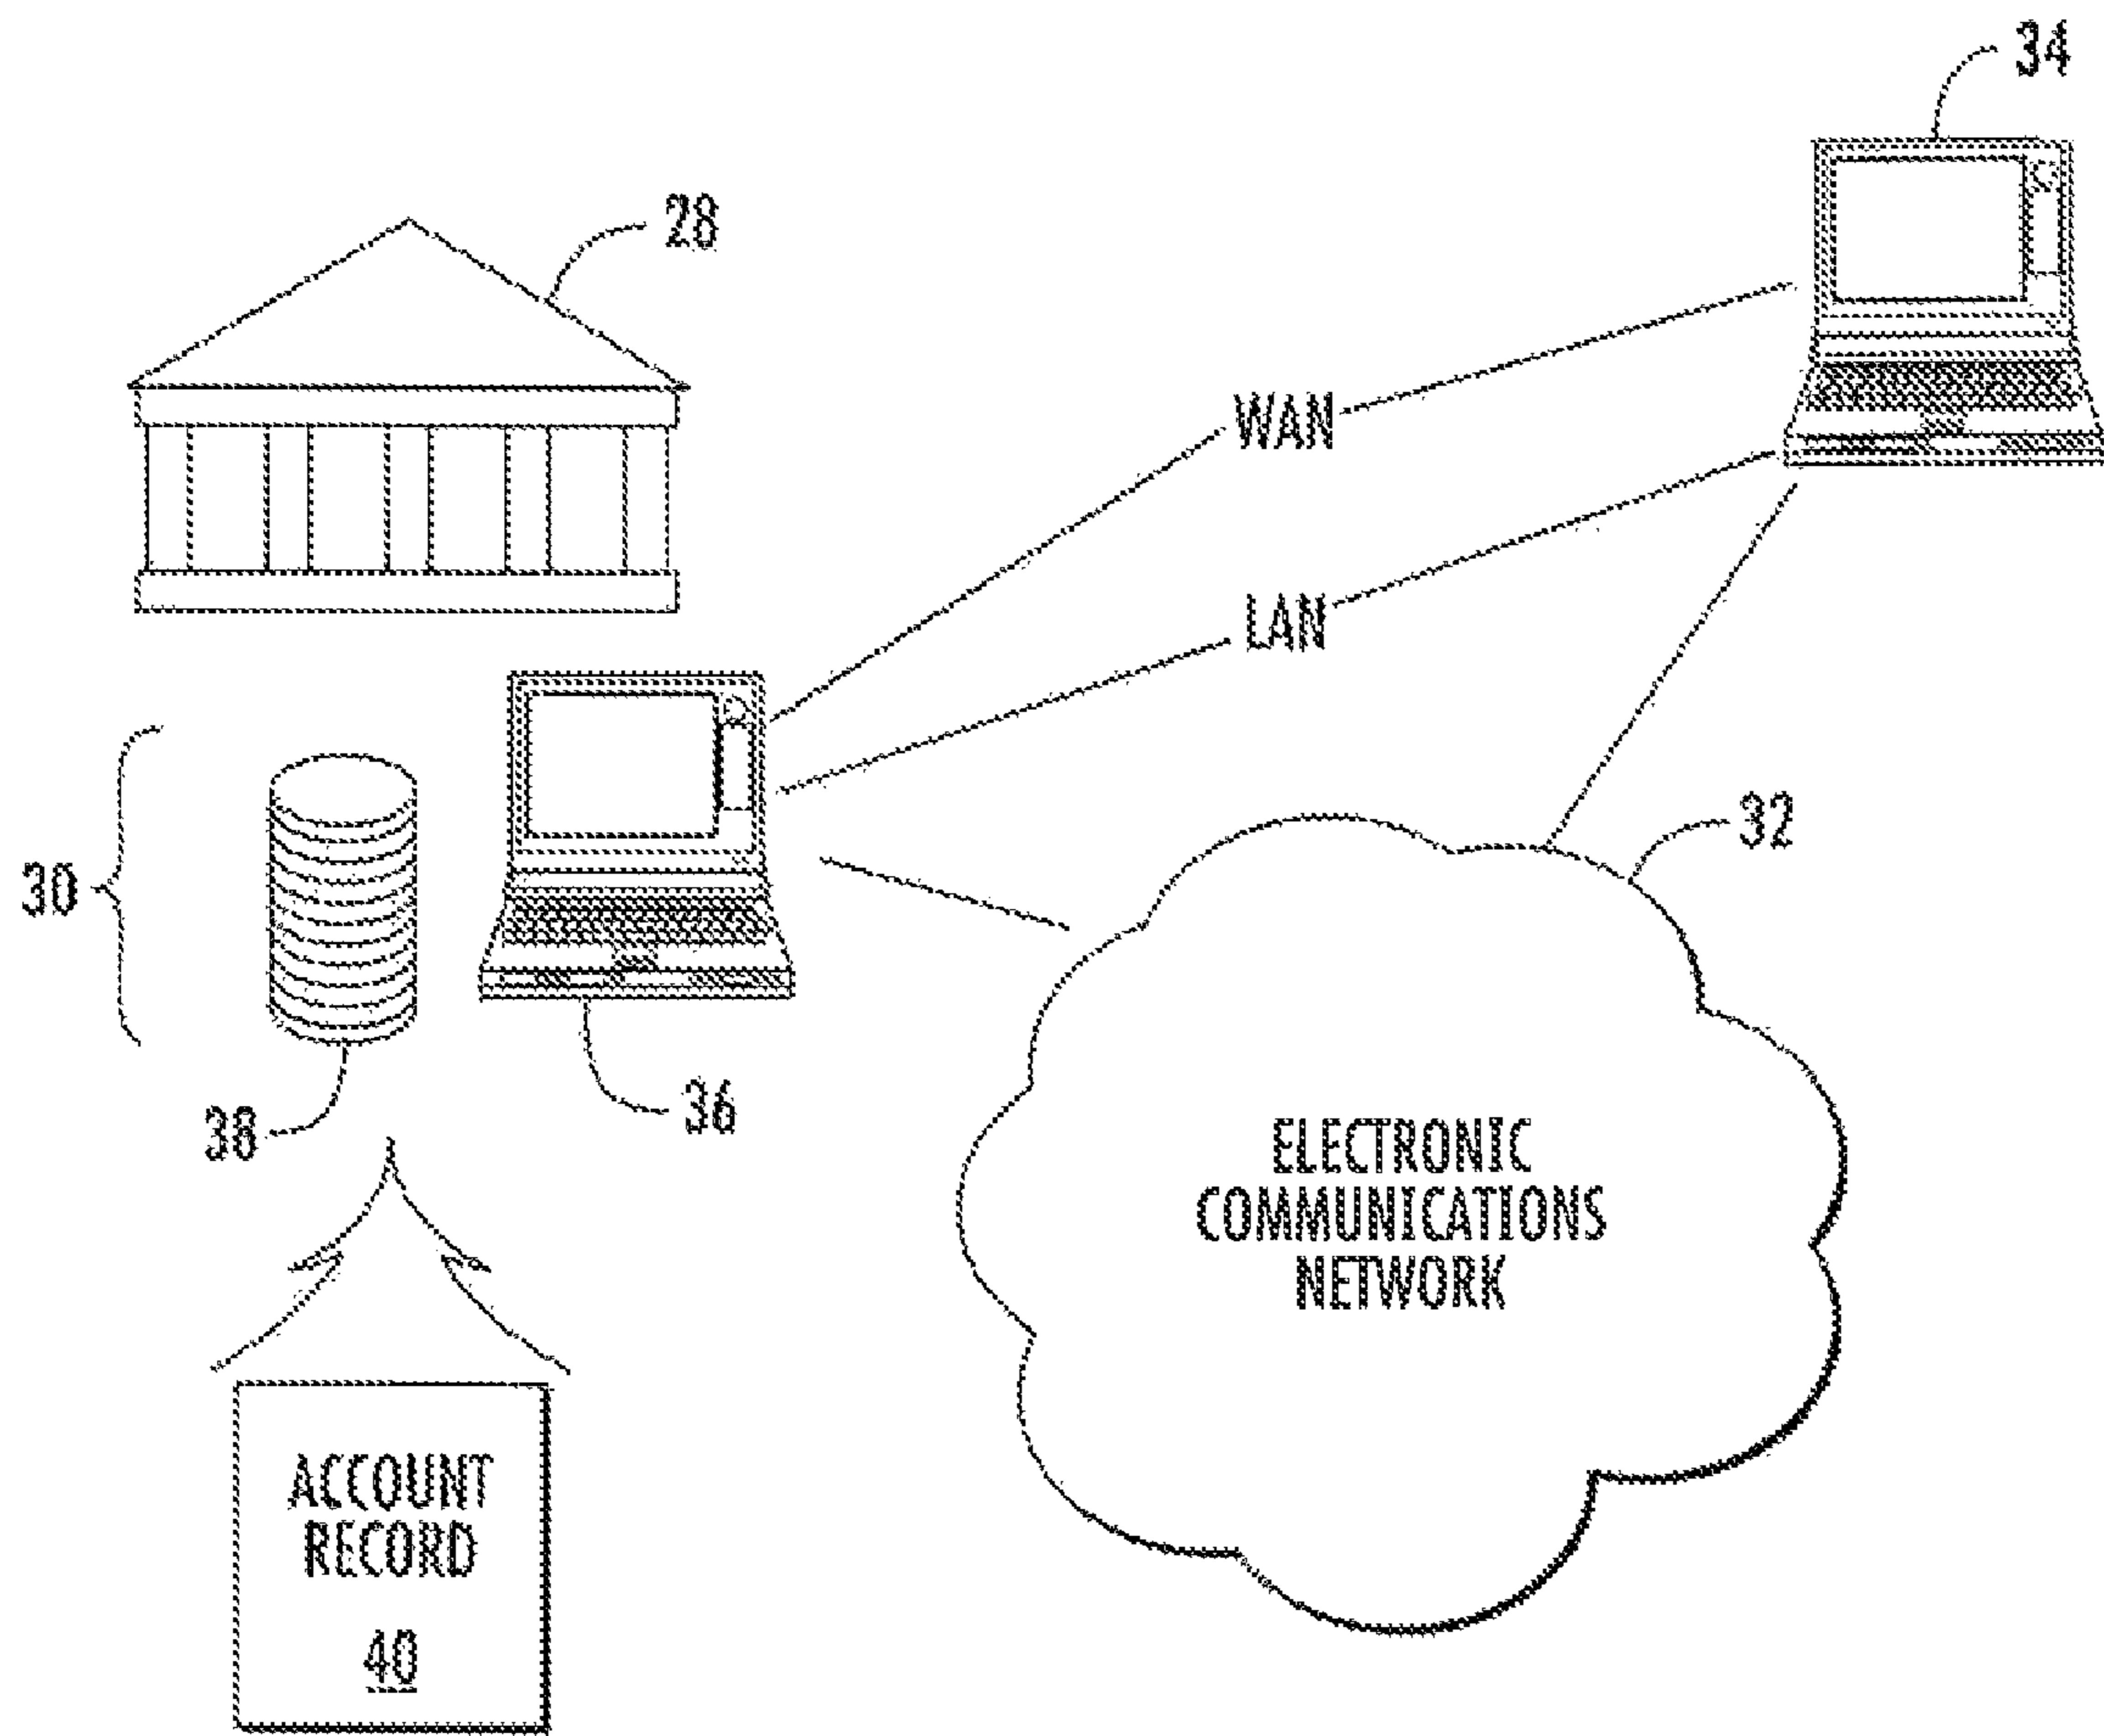 34
28
WAN
LAN
32
30
36
38
ELECTRONIC
COMMUNICATIONS
NETWORK
ACCOUNT
RECORD
40